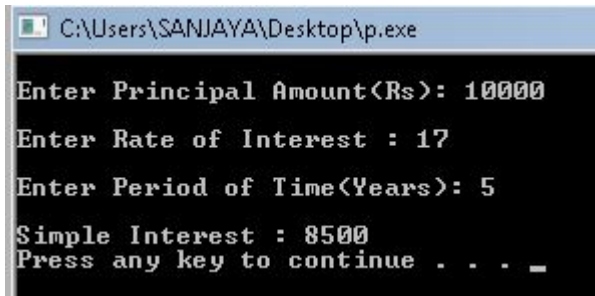 C:\Users\SANJAYA\Desktop\p.exe
Enter Principal Amount(Rs): 10000
Enter Rate of Interest : 17
Enter Period of Time(Years): 5
Simple Interest : 8500
Press any key to continue . . . _